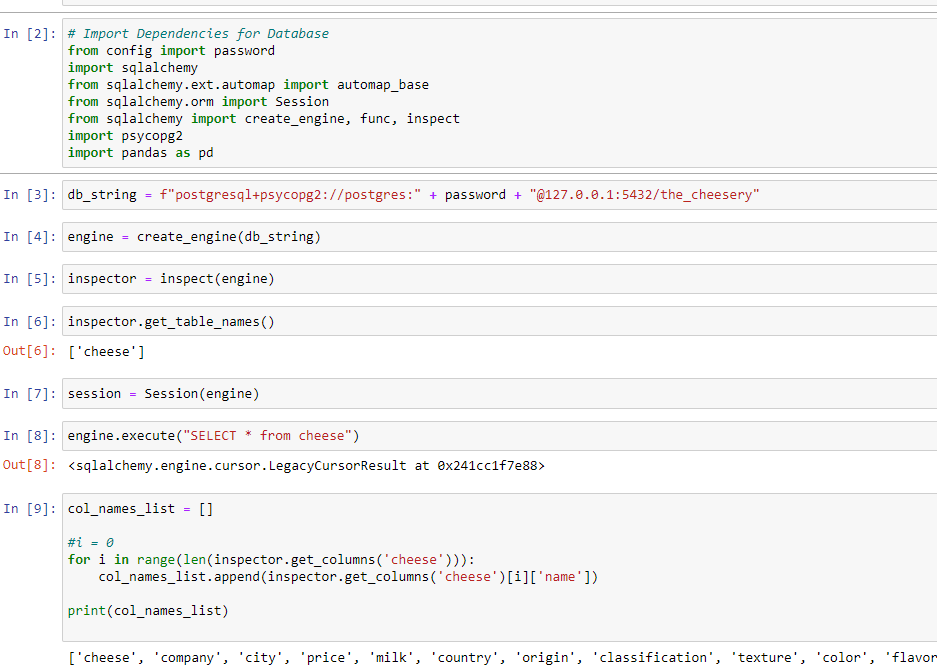 In [2]: # Import Dependencies for Database
from config import password
import sqlalchemy
from sqlalchemy.ext.automap import automap_base
from sqlalchemy.orm import Session
from sqlalchemy import create_engine, func, inspect
import psycopg2
import pandas as pd
In [3]: db_string = f"postgresql+psycopg2://postgres:" + password + "@127.0.0.1:5432/the_cheesery"
In [4]: engine = create_engine(db_string)
In [5]: inspector = inspect(engine)
In [6]: inspector.get_table_names()
Out[6]: ['cheese']
In [7]: session = Session(engine)
In [8]: engine.execute("SELECT * from cheese")
Out[8]: <sqlalchemy.engine.cursor.LegacyCursorResult at 0x241cc1f7e88>
In [9]: col_names_list = []
#i = 0
for i in range(len(inspector.get_columns('cheese'))):
    col_names_list.append(inspector.get_columns('cheese')[i]['name'])
print(col_names_list)
['cheese', 'company', 'city', 'price', 'milk', 'country', 'origin', 'classification', 'texture', 'color', 'flavor